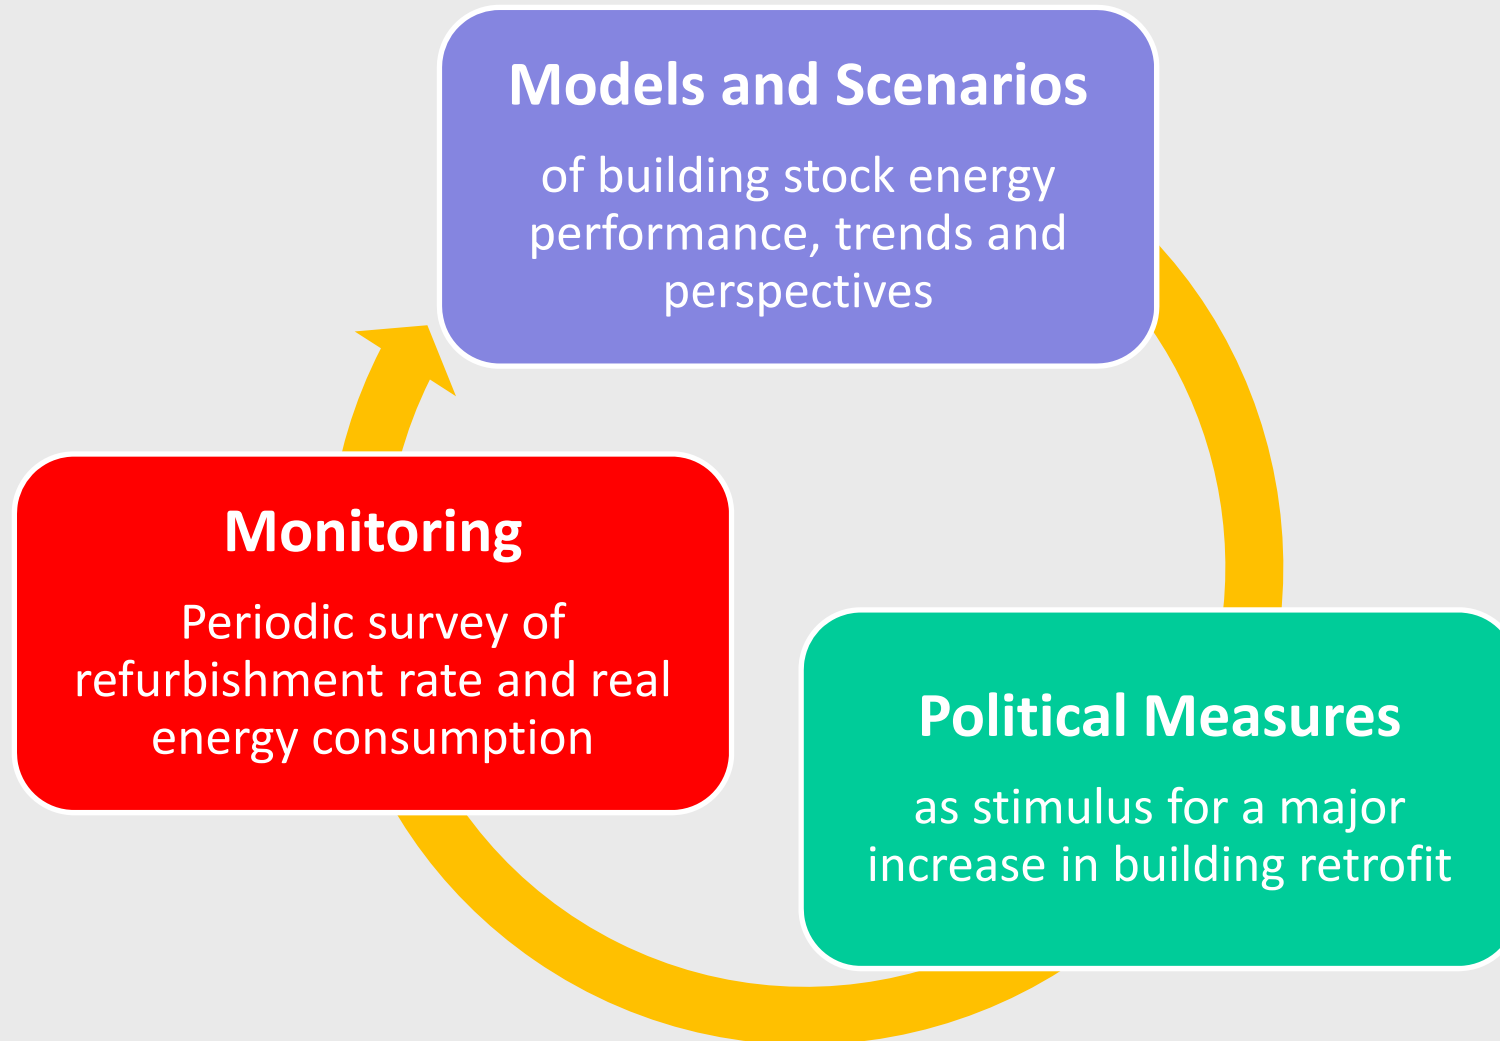 Models and Scenarios
of building stock energy
performance, trends and
perspectives
Monitoring
Periodic survey of
refurbishment rate and real
energy consumption
Political Measures
as stimulus for a major
increase in building retrofit